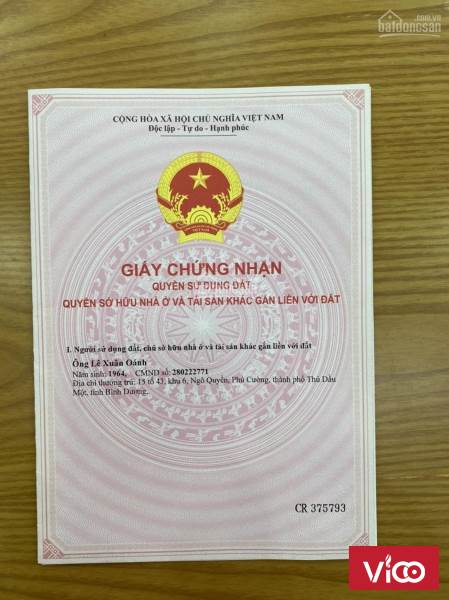 .com.vn
batdongsan
CỘNG HÒA XÃ HỘI CHỦ NGHĨA VIỆT NAM
Độc lập - Tự do - Hạnh phúc
VIỆT NAM
GIẤY CHỨNG NHẬN
QUYỀN SỬ DỤNG ĐẤT
QUYỀN SỞ HỮU NHÀ Ở VÀ TÀI SẢN KHÁC GẮN LIỀN VỚI ĐẤT
I. Người sử dụng đất, chủ sở hữu nhà ở và tài sản khác gắn liền với đất
Ông Lê Xuân Oánh
Năm sinh: 1964, CMND số: 280222771
Địa chỉ thường trú: 15 tổ 43, khu 6, Ngô Quyền, Phú Cường, thành phố Thủ Dầu
Một, tỉnh Bình Dương.
CR 375793
Vico